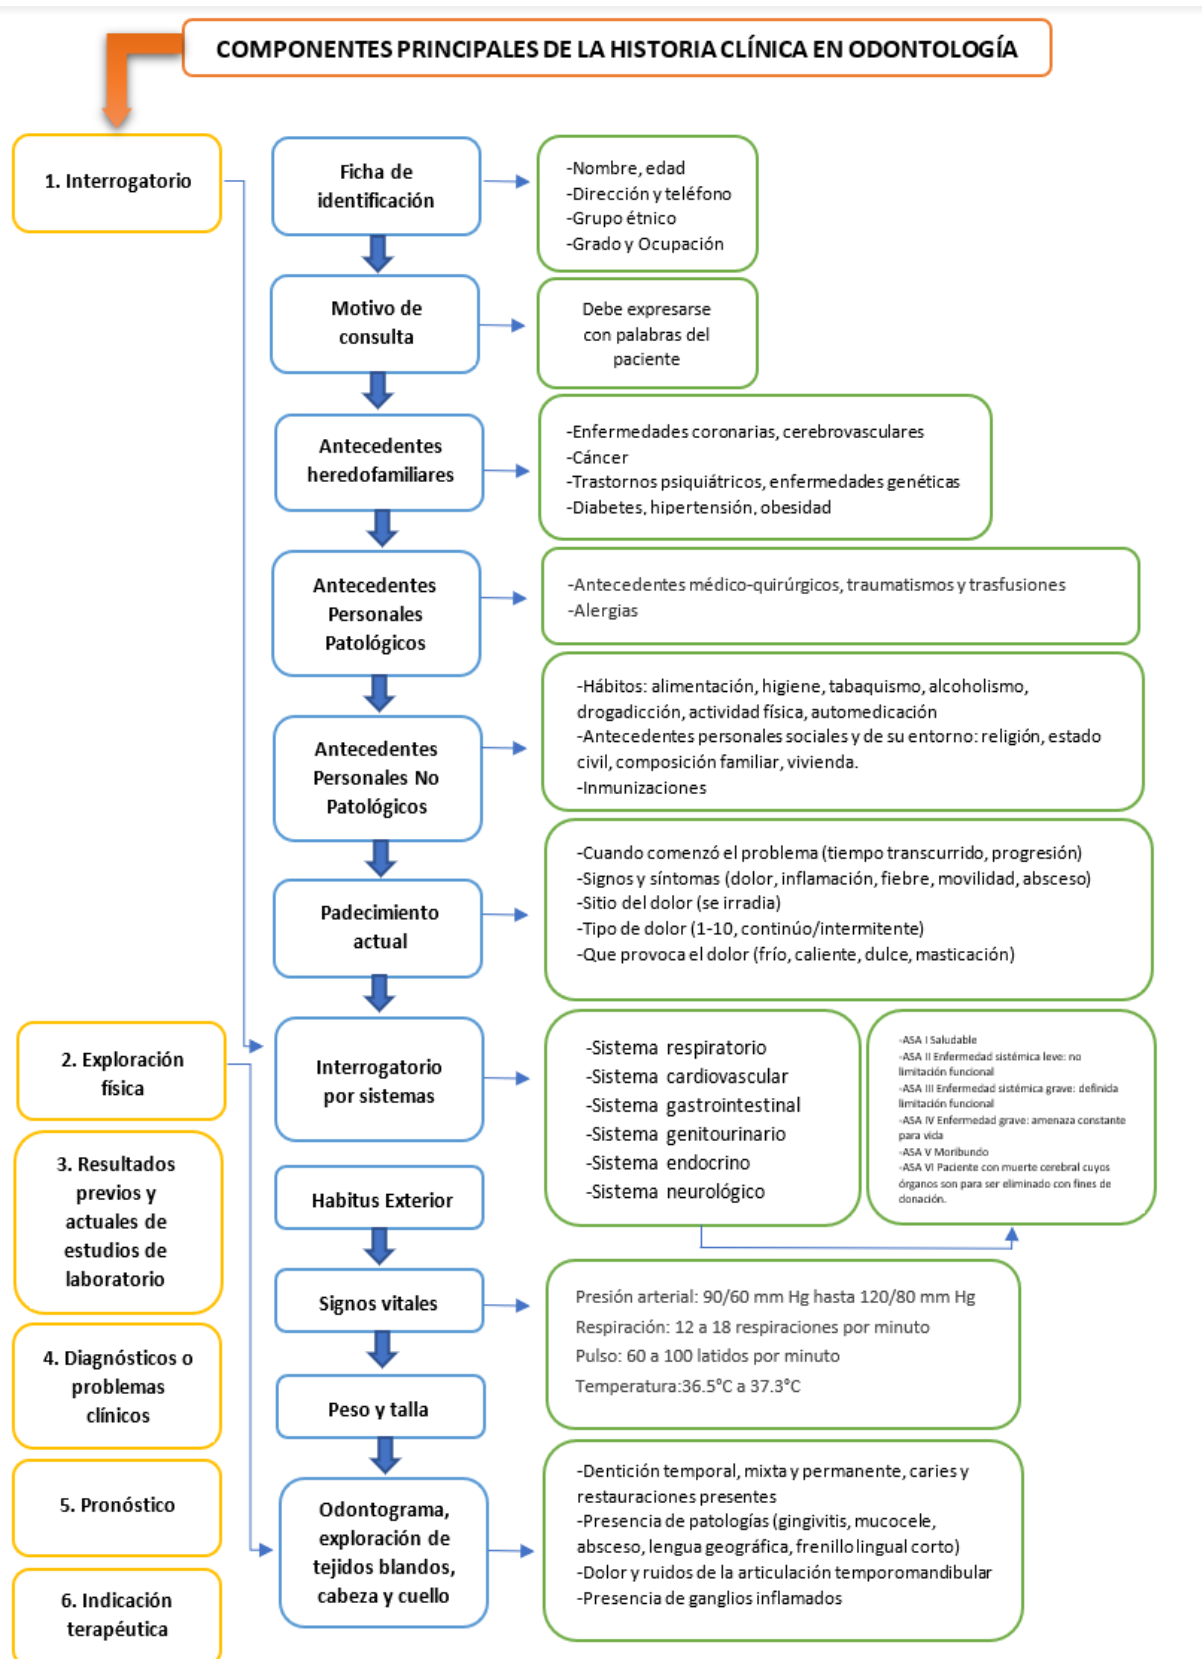 COMPONENTES PRINCIPALES DE LA HISTORIA CLÍNICA EN ODONTOLOGÍA
1. Interrogatorio
Ficha de
identificación
-Nombre, edad
-Dirección y teléfono
-Grupo étnico
-Grado y Ocupación
Motivo de
consulta
Debe expresarse
con palabras del
paciente
Antecedentes
heredofamiliares
-Enfermedades coronarias, cerebrovasculares
-Cáncer
-Trastornos psiquiátricos, enfermedades genéticas
-Diabetes, hipertensión, obesidad
Antecedentes
Personales
Patológicos
-Antecedentes médico-quirúrgicos, traumatismos y trasfusiones
-Alergias
Antecedentes
Personales No
Patológicos
-Hábitos: alimentación, higiene, tabaquismo, alcoholismo,
drogadicción, actividad física, automedicación
-Antecedentes personales sociales y de su entorno: religión, estado
civil, composición familiar, vivienda.
-Inmunizaciones
Padecimiento
actual
-Cuando comenzó el problema (tiempo transcurrido, progresión)
-Signos y síntomas (dolor, inflamación, fiebre, movilidad, absceso)
-Sitio del dolor (se irradia)
-Tipo de dolor (1-10, continúo/intermitente)
-Que provoca el dolor (frío, caliente, dulce, masticación)
Interrogatorio
por sistemas
-Sistema respiratorio
-Sistema cardiovascular
-Sistema gastrointestinal
-Sistema genitourinario
-Sistema endocrino
-Sistema neurológico
-ASA I Saludable
-ASA II Enfermedad sistémica leve: no
limitación funcional
-ASA III Enfermedad sistémica grave: definida
limitación funcional
-ASA IV Enfermedad grave: amenaza constante
para vida
-ASA V Moribundo
-ASA VI Paciente con muerte cerebral cuyos
órganos son para ser eliminado con fines de
donación.
2. Exploración
física
Habitus Exterior
Signos vitales
Presión arterial: 90/60 mm Hg hasta 120/80 mm Hg
Respiración: 12 a 18 respiraciones por minuto
Pulso: 60 a 100 latidos por minuto
Temperatura:36.5°C a 37.3°C
Peso y talla
Odontograma,
exploración de
tejidos blandos,
cabeza y cuello
-Dentición temporal, mixta y permanente, caries y
restauraciones presentes
-Presencia de patologías (gingivitis, mucocele,
absceso, lengua geográfica, frenillo lingual corto)
-Dolor y ruidos de la articulación temporomandibular
-Presencia de ganglios inflamados
3. Resultados
previos y
actuales de
estudios de
laboratorio
4. Diagnósticos o
problemas
clínicos
5. Pronóstico
6. Indicación
terapéutica